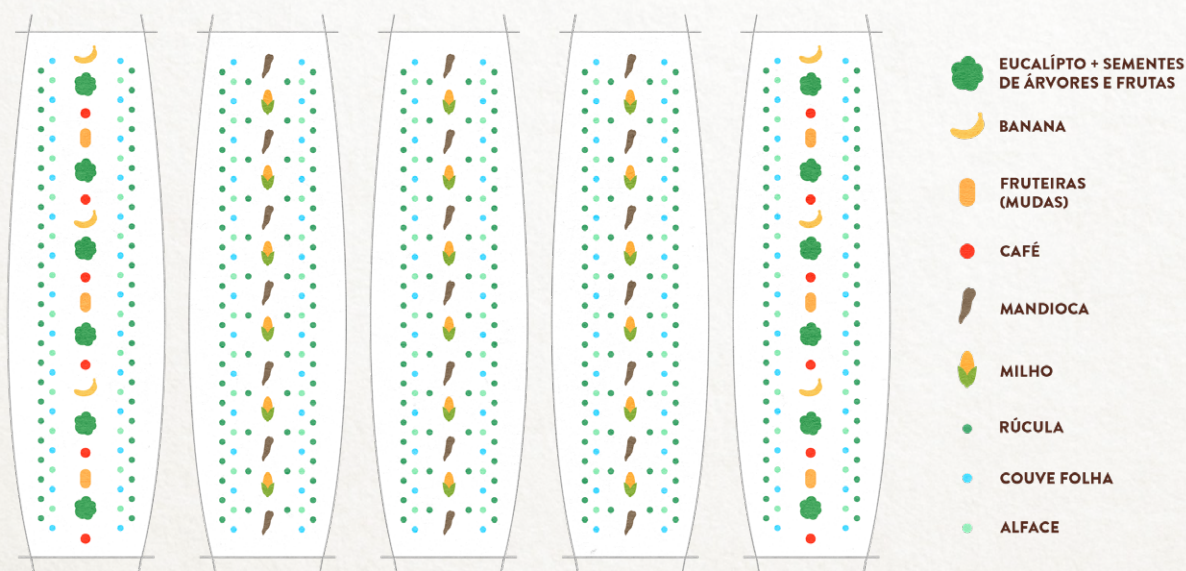 EUCALÍPTO + SEMENTES
DE ÁRVORES E FRUTAS
BANANA
FRUTEIRAS
(MUDAS)
CAFÉ
MANDIOCA
MILHO
RÚCULA
COUVE FOLHA
ALFACE